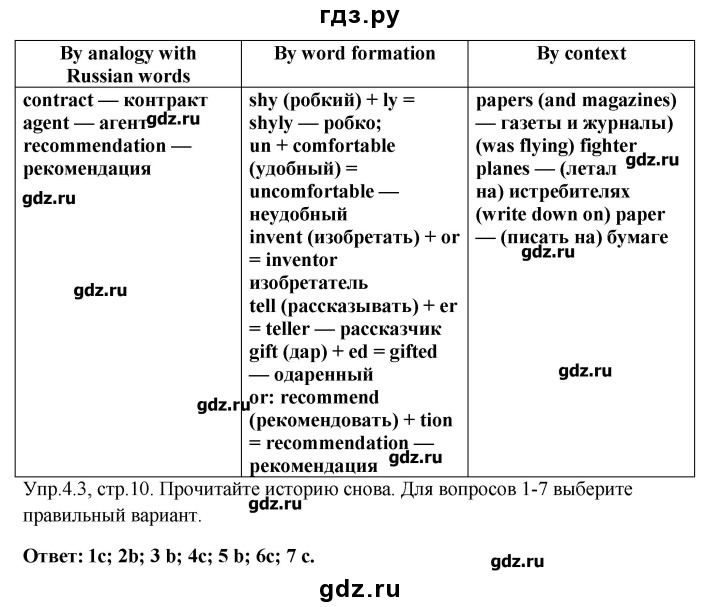 гдз.ру
By analogy with
Russian words
By word formation
By context
contract — контракт
agent — агент
recommendation —
рекомендация
shy (робкий) + ly =
shyly — робко;
un + comfortable
(удобный) =
uncomfortable —
неудобный
invent (изобретать) + or
= inventor
изобретатель
tell (рассказывать) + er
= teller — рассказчик
gift (дар) + ed = gifted
— одаренный
or: recommend
(рекомендовать) + tion
= recommendation —
рекомендация
papers (and magazines)
— газеты и журналы)
(was flying) fighter
planes — (летал
на) истребителях
(write down on) paper
— (писать на) бумаге
gdz.ru
gdz.ru
gdz.ru
gdz.ru
gdz.ru
gdz.ru
gdz.ru
gdz.ru
Упр.4.3, стр.10. Прочитайте историю снова. Для вопросов 1-7 выберите
gdz.ru
правильный вариант.
Ответ: 1c; 2b; 3 b; 4c; 5 b; 6c; 7 c.
gdz.ru
gdz.ru